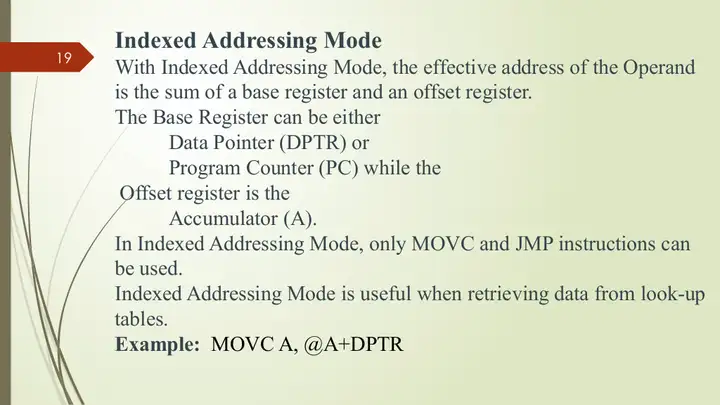 19
Indexed Addressing Mode
With Indexed Addressing Mode, the effective address of the Operand
is the sum of a base register and an offset register.
The Base Register can be either
Data Pointer (DPTR) or
Program Counter (PC) while the
Offset register is the
Accumulator (A).
In Indexed Addressing Mode, only MOVC and JMP instructions can
be used.
Indexed Addressing Mode is useful when retrieving data from look-up
tables.
Example: MOVC A, @A+DPTR